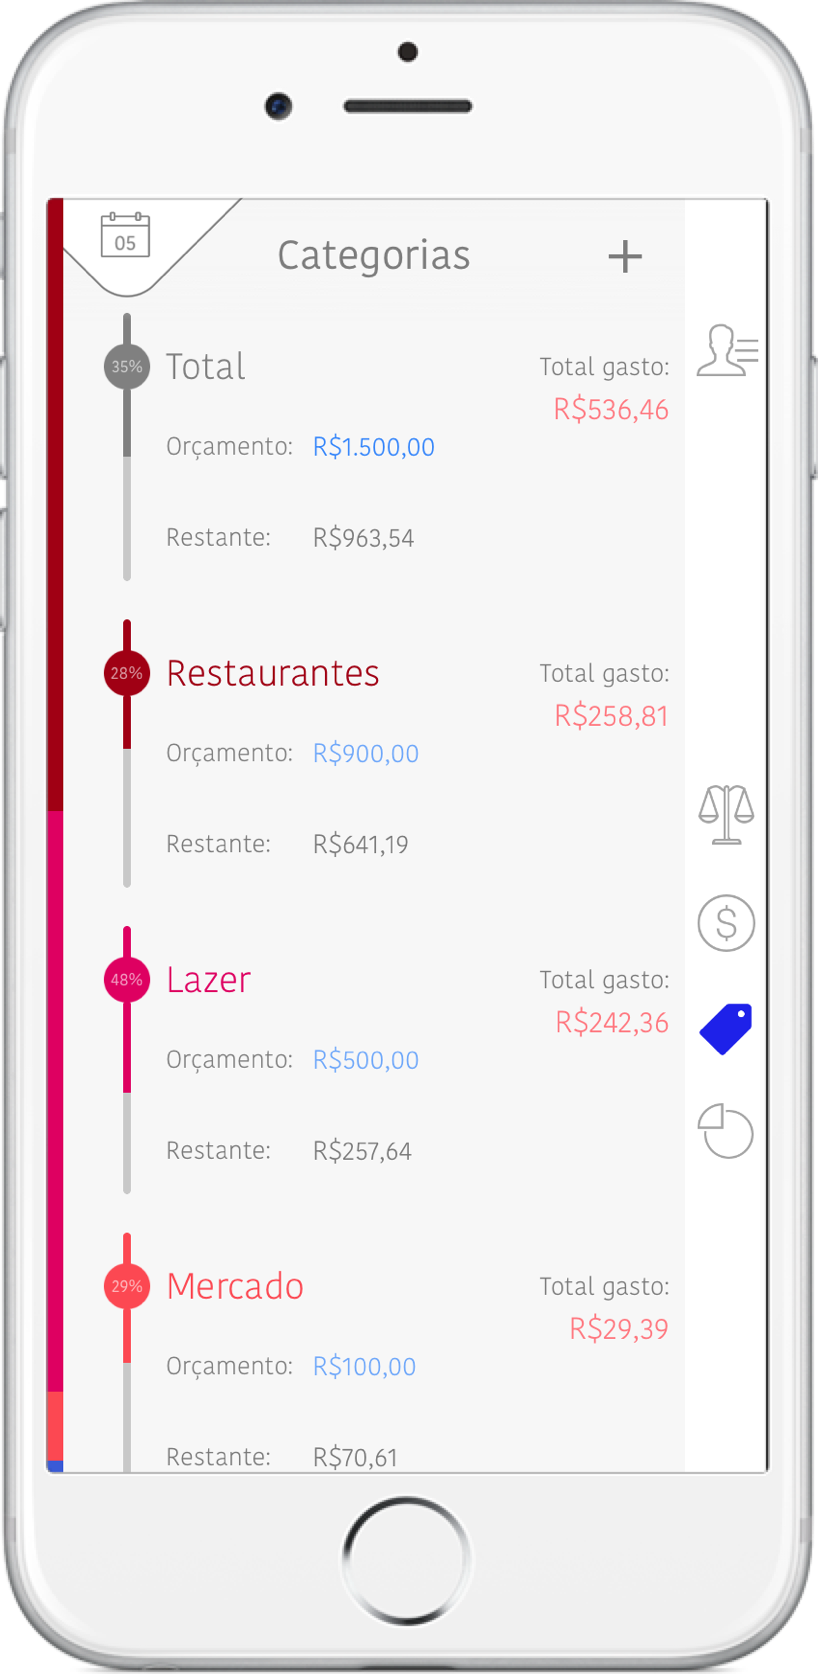 05
Categorias +
35% Total Total gasto:
R$536,46
Orçamento: R$1.500,00
Restante: R$963,54
28% Restaurantes Total gasto:
R$258,81
Orçamento: R$900,00
Restante: R$641,19
48% Lazer Total gasto:
R$242,36
Orçamento: R$500,00
Restante: R$257,64
29% Mercado Total gasto:
R$29,39
Orçamento: R$100,00
Restante: R$70,61
$